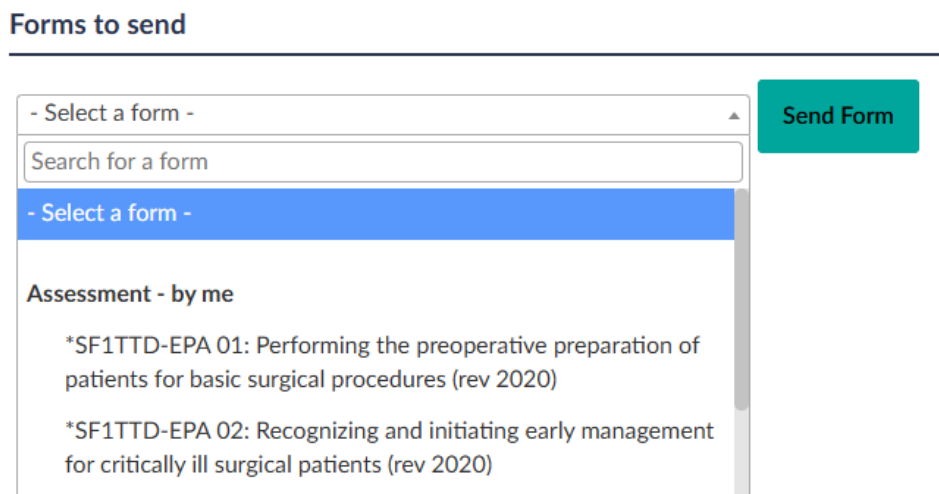 Forms to send
- Select a form -
Send Form
Search for a form
- Select a form -
Assessment - by me
*SF1TTD-EPA 01: Performing the preoperative preparation of
patients for basic surgical procedures (rev 2020)
*SF1TTD-EPA 02: Recognizing and initiating early management
for critically ill surgical patients (rev 2020)